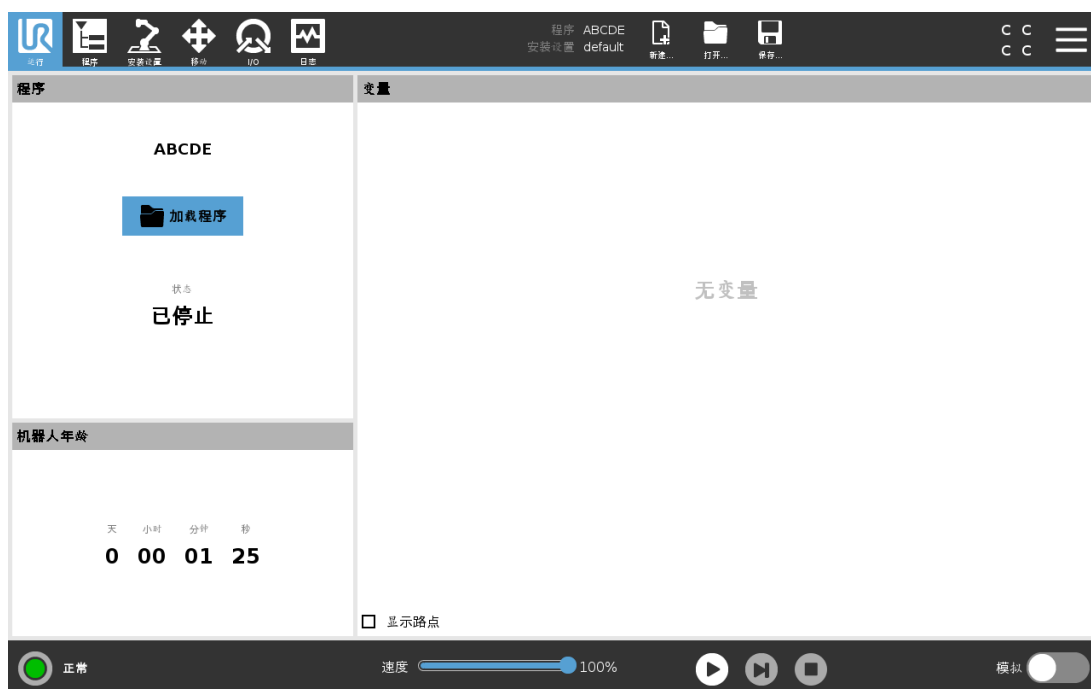 程序 ABCDE
安装设置 default
C C
C C
运行
程序
安装设置
移动
I/O
日志
新建...
打开...
保存...
程序
变量
ABCDE
加载程序
状态
已停止
无变量
机器人年龄
天 小时 分钟 秒
0 00 01 25
显示路点
正常
速度 100%
模拟